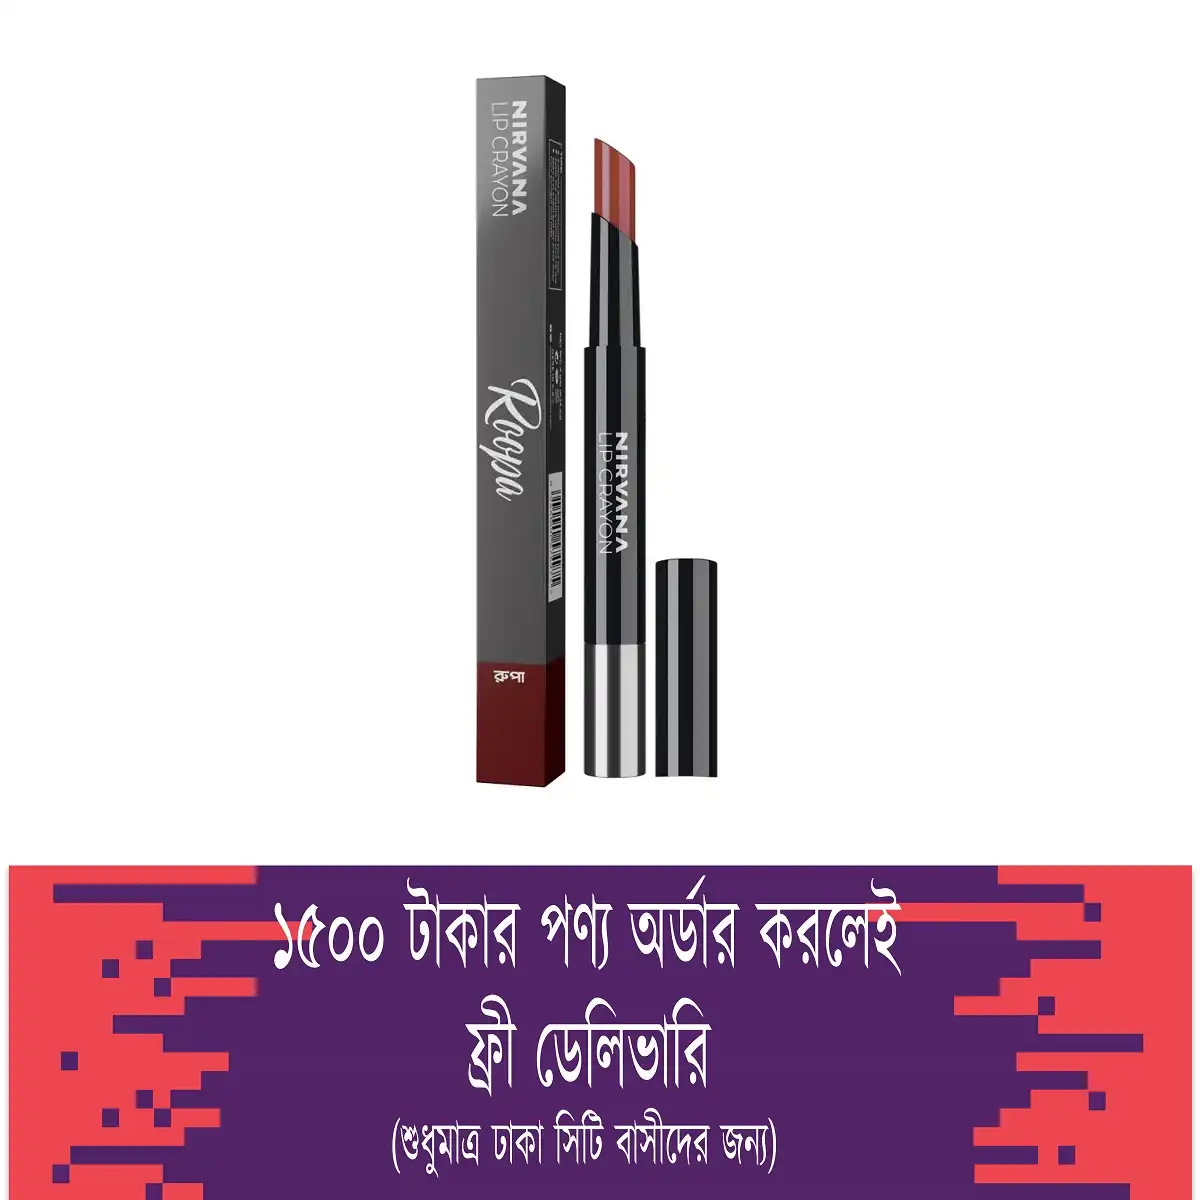 NIRVANA
LIP CRAYON
Roopa
রুপা
NIRVANA
LIP CRAYON
১৫০০ টাকার পণ্য অর্ডার করলেই
ফ্রী ডেলিভারি
(শুধুমাত্র ঢাকা সিটি বাসীদের জন্য)